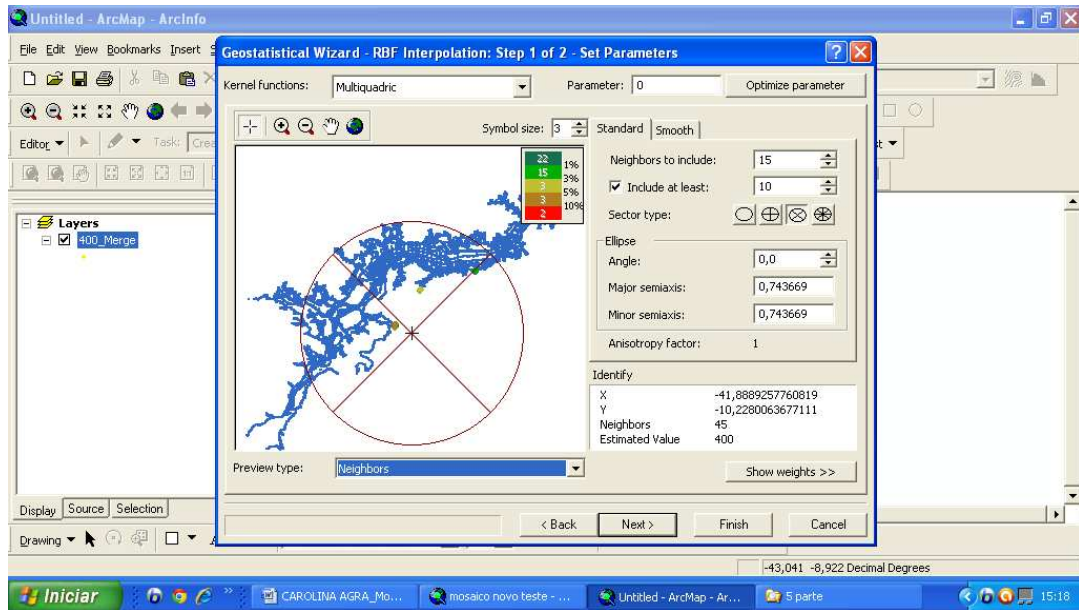 Untitled - ArcMap - ArcInfo
File Edit View Bookmarks Insert
Geostatistical Wizard - RBF Interpolation: Step 1 of 2 - Set Parameters
Kernel functions: Multiquadric Parameter: 0 Optimize parameter
Symbol size: 3 Standard Smooth
Editor Task:
22
15
3
3
2
1%
3%
5%
10%
Neighbors to include: 15
Include at least: 10
Sector type:
Ellipse
Angle: 0,0
Major semiaxis: 0,743669
Minor semiaxis: 0,743669
Anisotropy factor: 1
Layers
400_Merge
Identify
X -41,8889257760819
Y -10,2280063677111
Neighbors 45
Estimated Value 400
Preview type: Neighbors Show weights >>
Display Source Selection
< Back Next > Finish Cancel
Drawing
-43,041 -8,922 Decimal Degrees
Iniciar CAROLINA AGRA_Mo... mosaico novo teste - ... Untitled - ArcMap - Ar... 5 parte 15:18